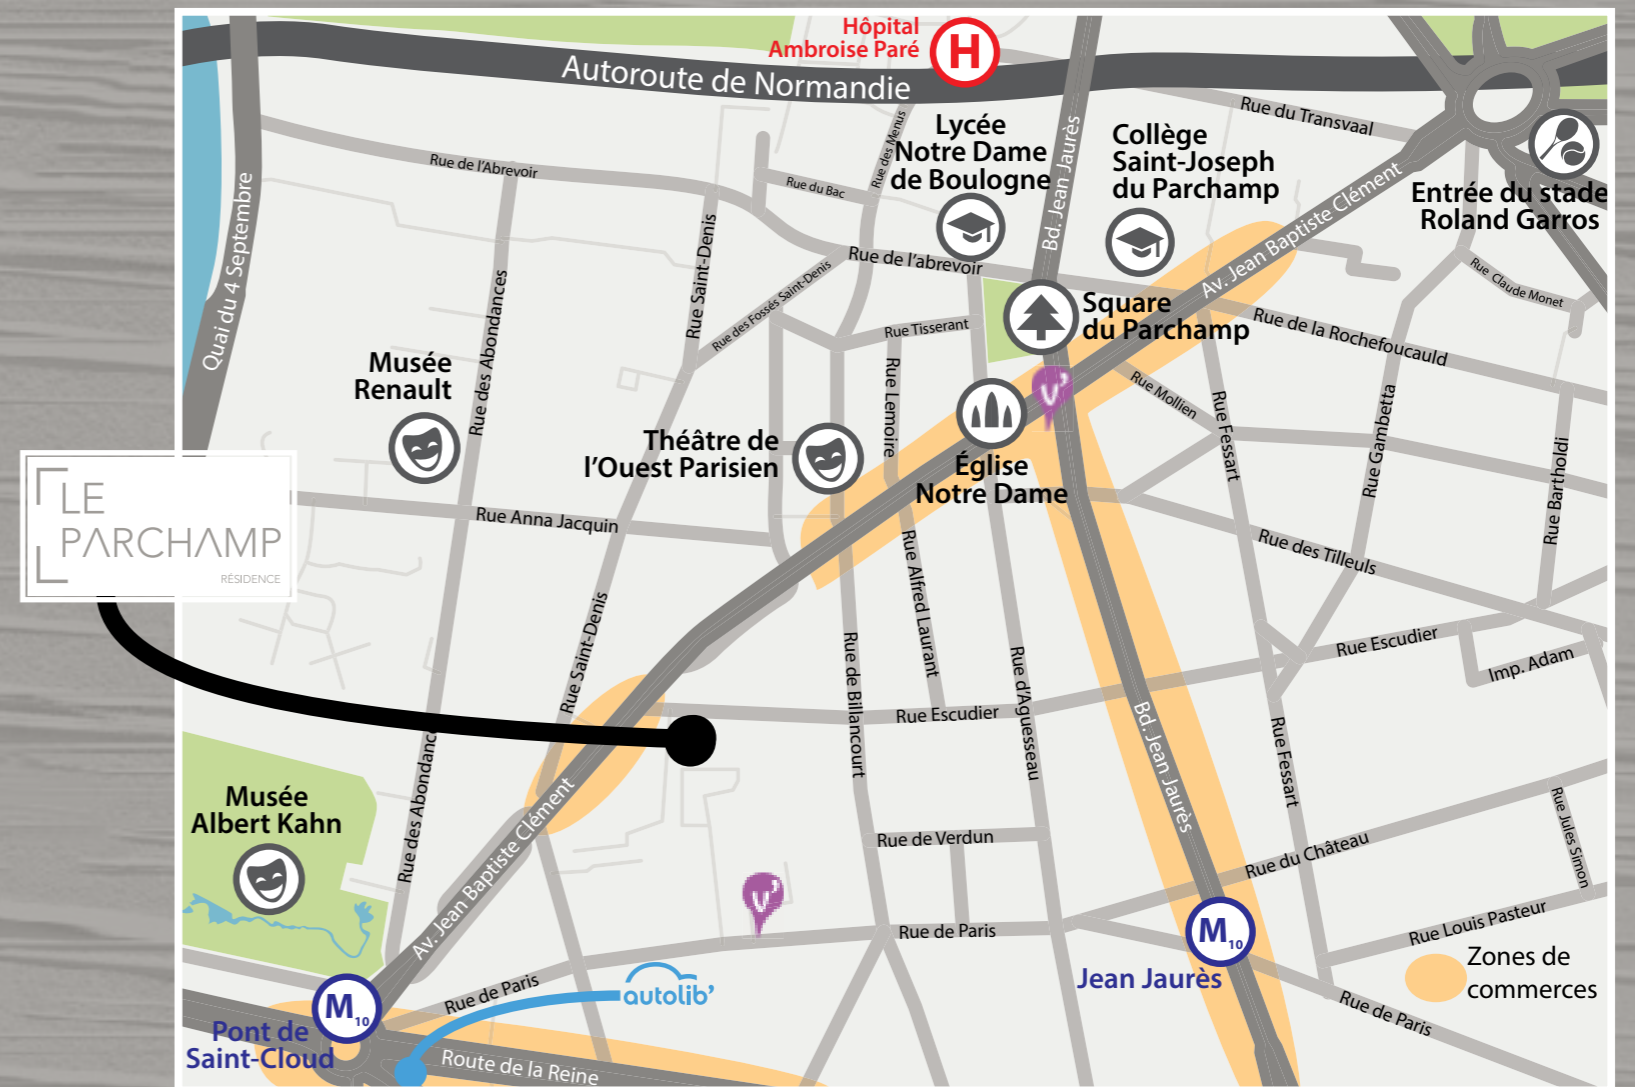 Hôpital
Ambroise Paré
H
Autoroute de Normandie
Rue du Transvaal
Lycée
Notre Dame
de Boulogne
Collège
Saint-Joseph
du Parchamp
Rue des Menus
Bd. Jean Jaurès
Rue de l'Abrevoir
Rue du Bac
Entrée du stade
Roland Garros
Quai du 4 Septembre
Av. Jean Baptiste Clément
Rue Saint-Denis
Rue de l'abrevoir
Rue des Fossés Saint-Denis
Rue Claude Monet
Rue des Abondances
Square
du Parchamp
Rue Tisserant
Rue de la Rochefoucauld
Musée
Renault
Rue Lemoire
V'
Rue Mollien
Rue Fessart
Rue Gambetta
Rue Bartholdi
Théâtre de
l'Ouest Parisien
Église
Notre Dame
LE
PARCHAMP
RÉSIDENCE
Rue Anna Jacquin
Rue Alfred Laurant
Rue des Tilleuls
Rue Saint-Denis
Rue de Billancourt
Rue d'Aguesseau
Rue Escudier
Rue Escudier
Imp. Adam
Bd. Jean Jaurès
Rue Fessart
Rue des Abondance
Musée
Albert Kahn
Av. Jean Baptiste Clément
Rue de Verdun
Rue du Château
Rue Jules Simon
V'
Rue de Paris
Rue Louis Pasteur
M10
Jean Jaurès
Zones de
commerces
Rue de Paris
autolib'
Rue de Paris
M10
Pont de
Saint-Cloud
Route de la Reine